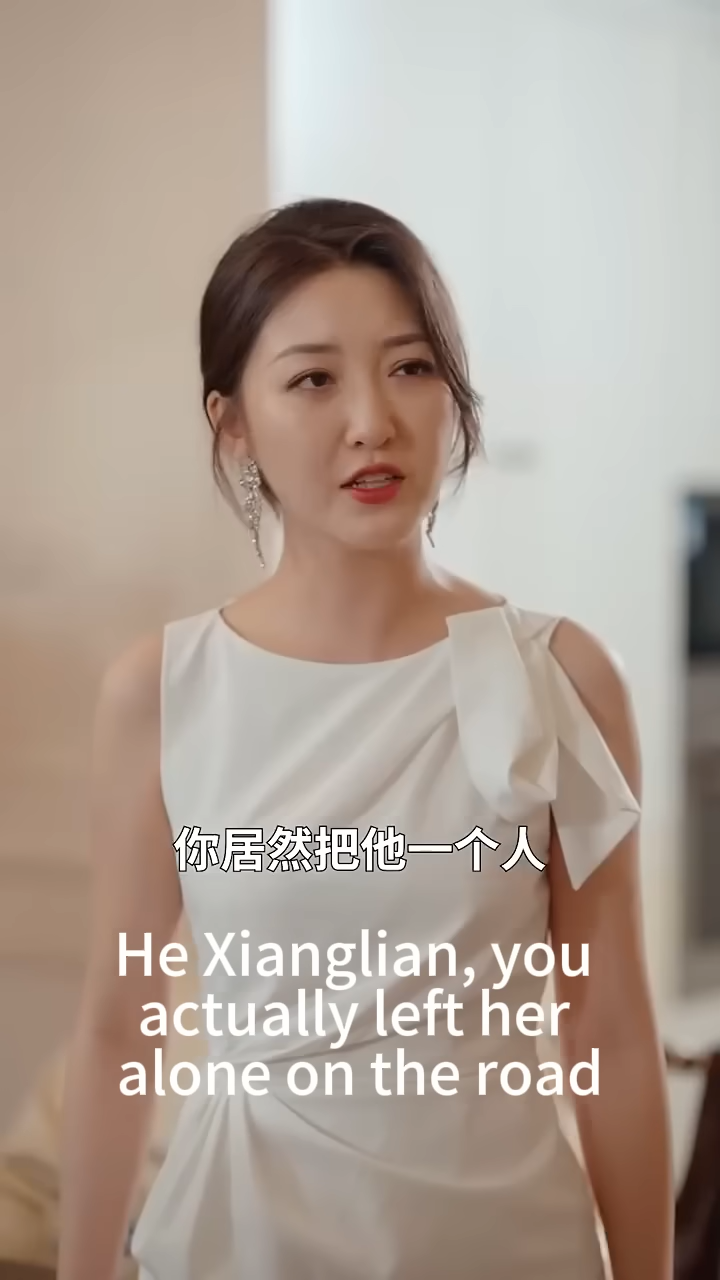 你居然把他一个人
He Xianglian, you
actually left her
alone on the road